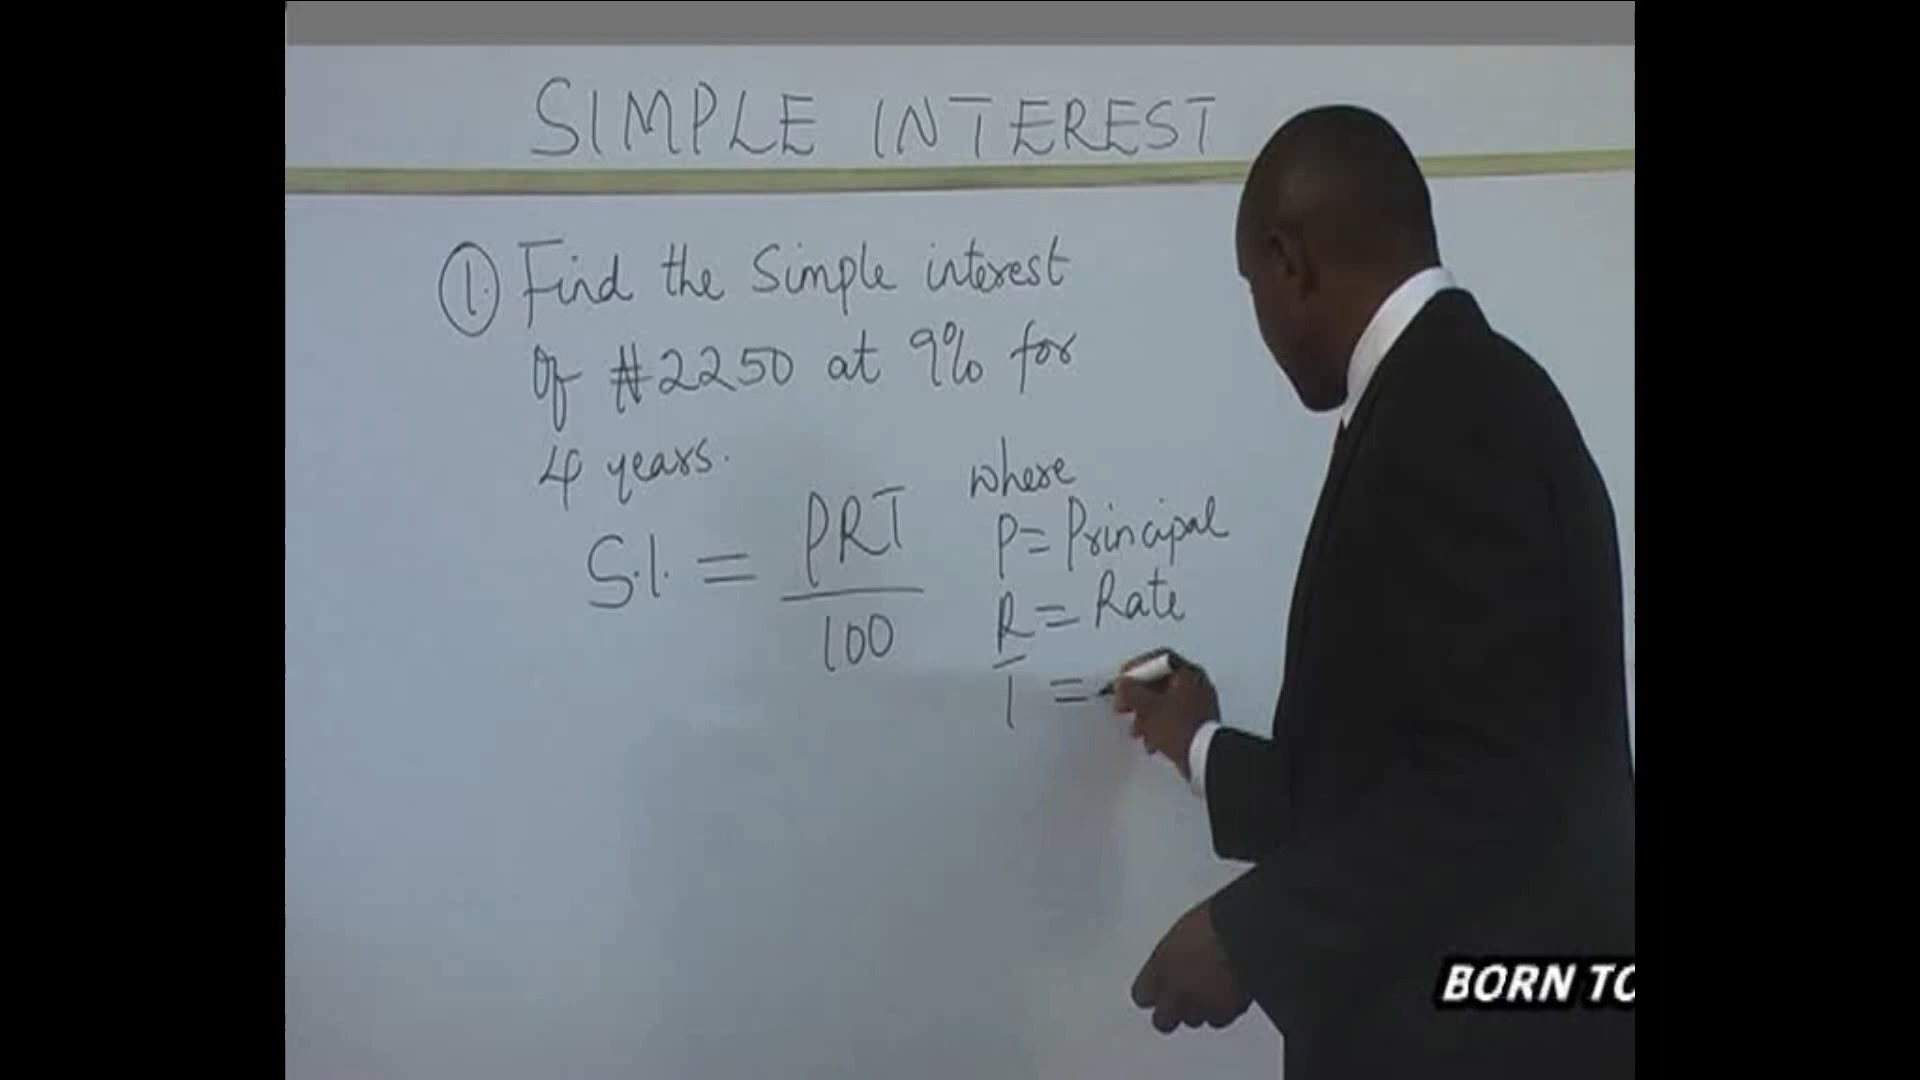 SIMPLE INTEREST
1. Find the Simple interest
of ₦2250 at 9% for
4 years.
S.I. = PRT
100
where
P = Principal
R = Rate
T =
BORN TO